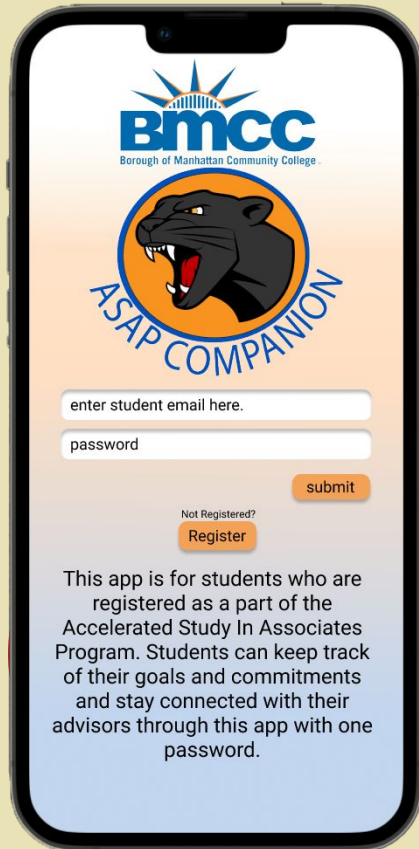 BMCC
Borough of Manhattan Community College
ASAP COMPANION
enter student email here.
password
submit
Not Registered?
Register
This app is for students who are
registered as a part of the
Accelerated Study In Associates
Program. Students can keep track
of their goals and commitments
and stay connected with their
advisors through this app with one
password.